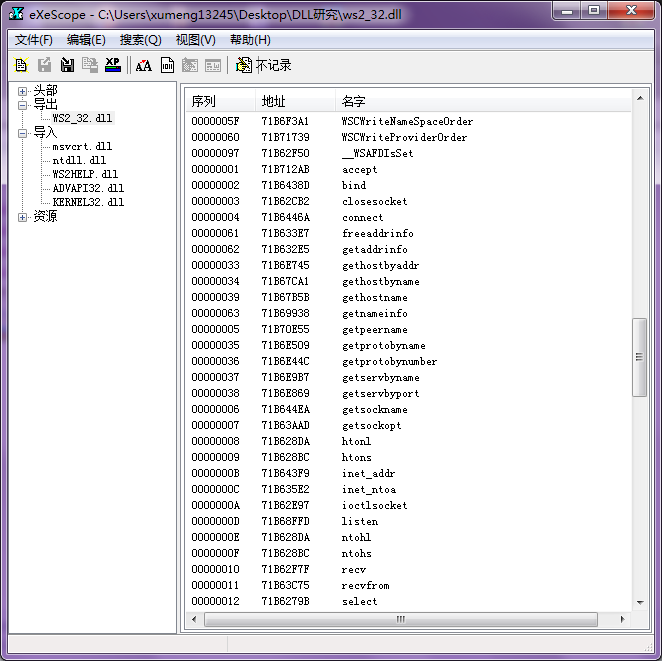 eXeScope - C:\Users\xumeng13245\Desktop\DLL研究\ws2_32.dll
文件(F) 编辑(E) 搜索(Q) 视图(V) 帮助(H)
XP AA 不记录
头部
导出
WS2_32.dll
导入
msvcrt.dll
ntdll.dll
WS2HELP.dll
ADVAPI32.dll
KERNEL32.dll
资源
序列 地址 名字
0000005F 71B6F3A1 WSCWriteNameSpaceOrder
00000060 71B71739 WSCWriteProviderOrder
00000097 71B62F50 __WSAFDIsSet
00000001 71B712AB accept
00000002 71B6438D bind
00000003 71B62CB2 closesocket
00000004 71B6446A connect
00000061 71B633E7 freeaddrinfo
00000062 71B632E5 getaddrinfo
00000033 71B6E745 gethostbyaddr
00000034 71B67CA1 gethostbyname
00000039 71B67B5B gethostname
00000063 71B69938 getnameinfo
00000005 71B70E55 getpeername
00000035 71B6E509 getprotobyname
00000036 71B6E44C getprotobynumber
00000037 71B6E9B7 getservbyname
00000038 71B6E869 getservbyport
00000006 71B644EA getsockname
00000007 71B63AAD getsockopt
00000008 71B628DA htonl
00000009 71B628BC htons
0000000B 71B643F9 inet_addr
0000000C 71B635E2 inet_ntoa
0000000A 71B62E97 ioctlsocket
0000000D 71B68FFD listen
0000000E 71B628DA ntohl
0000000F 71B628BC ntohs
00000010 71B62F7F recv
00000011 71B63C75 recvfrom
00000012 71B6279B select